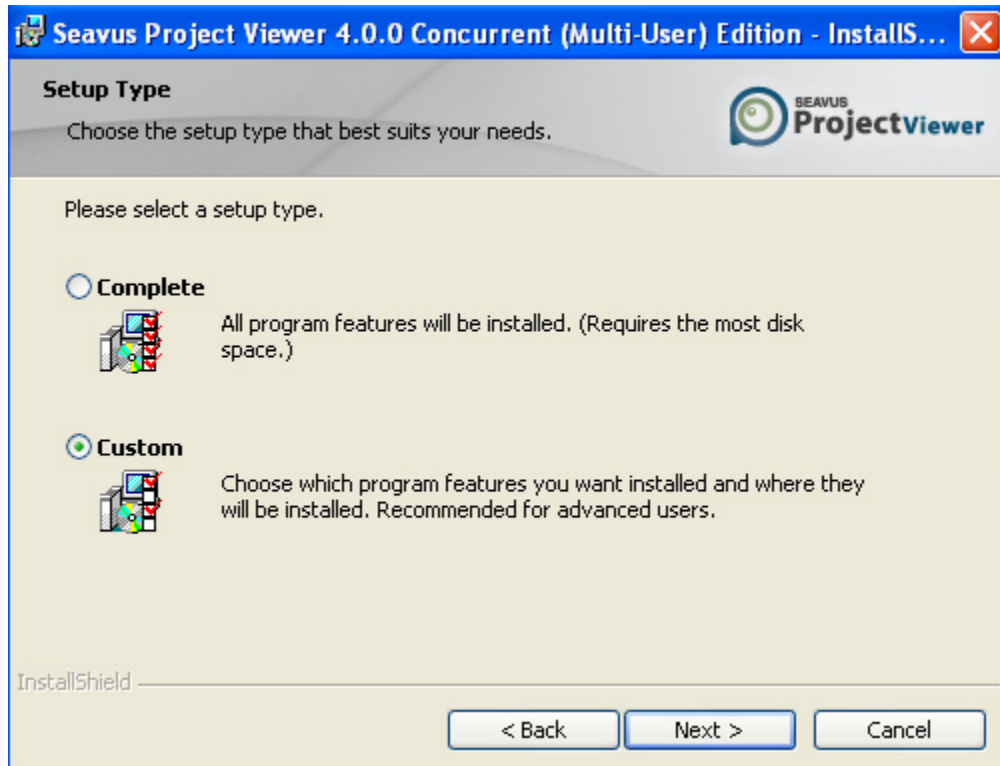 Seavus Project Viewer 4.0.0 Concurrent (Multi-User) Edition - InstallS...
Setup Type
Choose the setup type that best suits your needs.
SEAVUS
ProjectViewer
Please select a setup type.
Complete
All program features will be installed. (Requires the most disk
space.)
Custom
Choose which program features you want installed and where they
will be installed. Recommended for advanced users.
InstallShield
< Back
Next >
Cancel